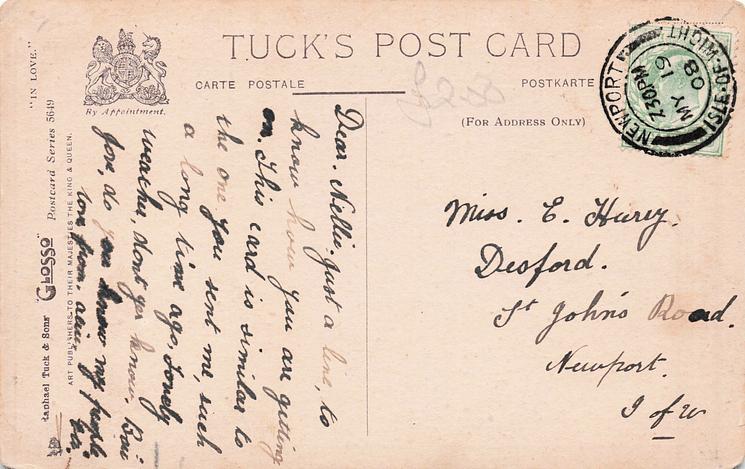 TUCK'S POST CARD
By Appointment.
CARTE POSTALE
POSTKARTE
(FOR ADDRESS ONLY)
NEWPORT
ISLE-OF-WIGHT
7.30PM
MY 19
08
"IN LOVE."
Raphael Tuck & Sons' "GLOSSO" Postcard Series 5649
ART PUBLISHERS TO THEIR MAJESTIES THE KING & QUEEN.
Dear Nellie, Just a line, to
know how you are getting
on. This card is similar to
the one you sent me, such
a long time ago. Lovely
weather, dont yer know.
for, do you know my people
love from
Miss. E. Hurey.
Desford.
St John's Road.
Newport.
I of W